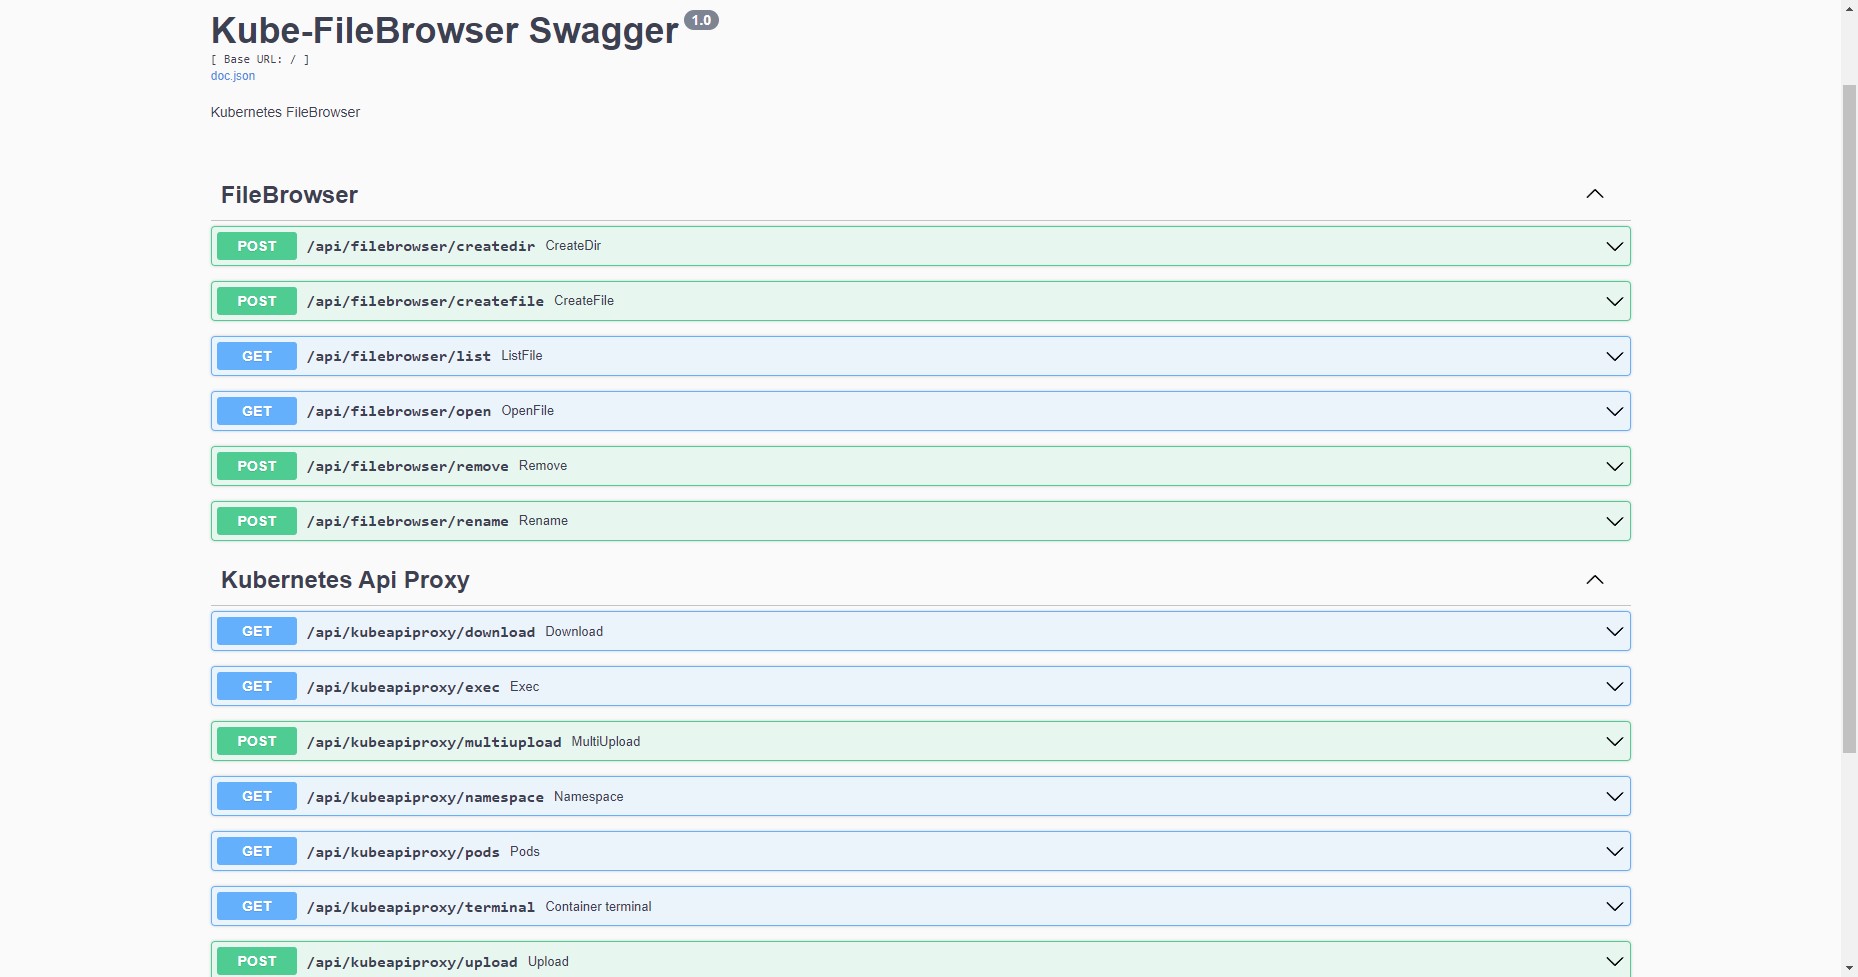 Kube-FileBrowser Swagger 1.0
[ Base URL: / ]
doc.json
Kubernetes FileBrowser
FileBrowser
POST /api/filebrowser/createdir CreateDir
POST /api/filebrowser/createfile CreateFile
GET /api/filebrowser/list ListFile
GET /api/filebrowser/open OpenFile
POST /api/filebrowser/remove Remove
POST /api/filebrowser/rename Rename
Kubernetes Api Proxy
GET /api/kubeapiproxy/download Download
GET /api/kubeapiproxy/exec Exec
POST /api/kubeapiproxy/multiupload MultiUpload
GET /api/kubeapiproxy/namespace Namespace
GET /api/kubeapiproxy/pods Pods
GET /api/kubeapiproxy/terminal Container terminal
POST /api/kubeapiproxy/upload Upload